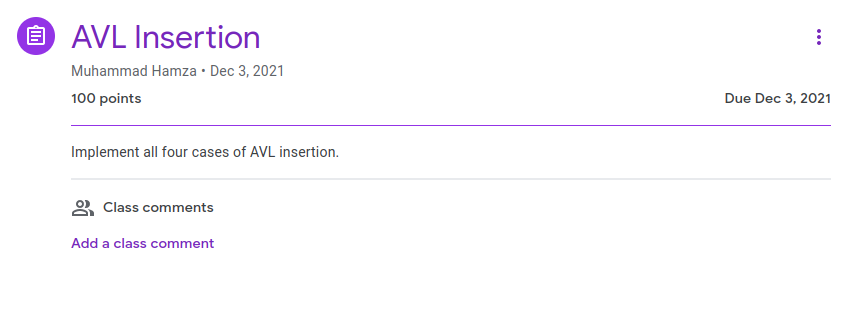 AVL Insertion
Muhammad Hamza • Dec 3, 2021
100 points
Due Dec 3, 2021
Implement all four cases of AVL insertion.
Class comments
Add a class comment